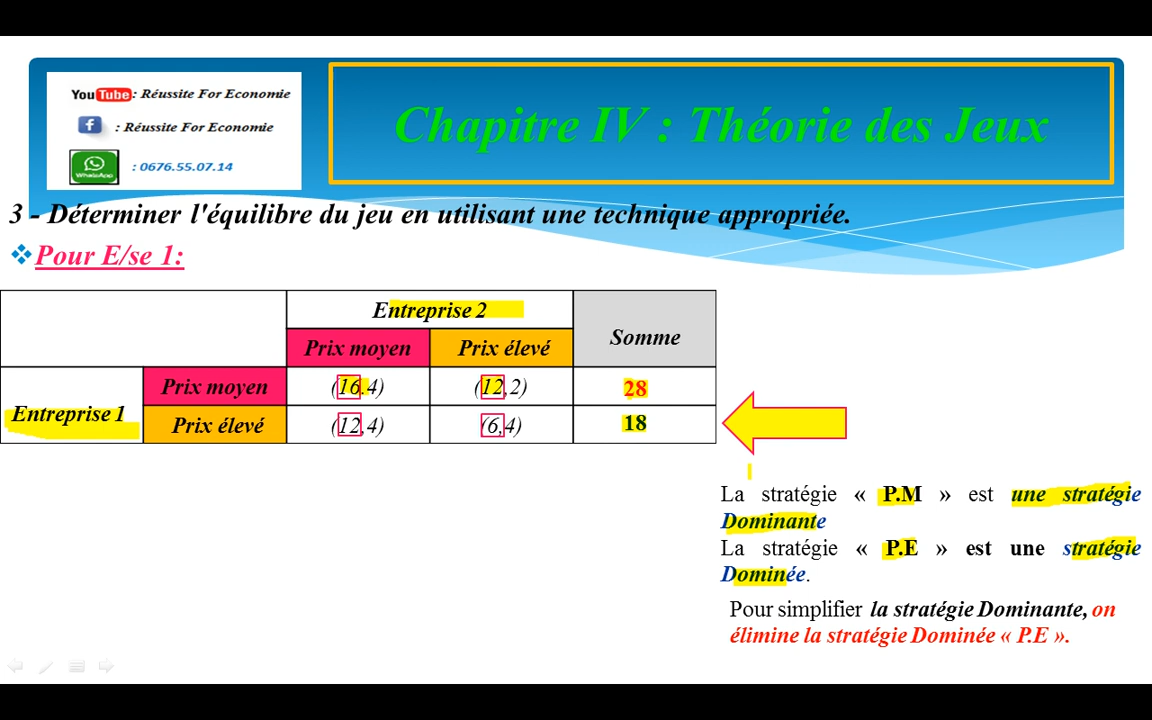 YouTube : Réussite For Economie
f : Réussite For Economie
WhatsApp : 0676.55.07.14
Chapitre IV : Théorie des Jeux
3 - Déterminer l'équilibre du jeu en utilisant une technique appropriée.
Pour E/se 1:
Entreprise 2
Somme
Prix moyen Prix élevé
Prix moyen (16.4) (12,2) 28
Entreprise 1
Prix élevé (12,4) (6,4) 18
La stratégie « P.M » est une stratégie
Dominante
La stratégie « P.E » est une stratégie
Dominée.
Pour simplifier la stratégie Dominante, on
élimine la stratégie Dominée « P.E ».